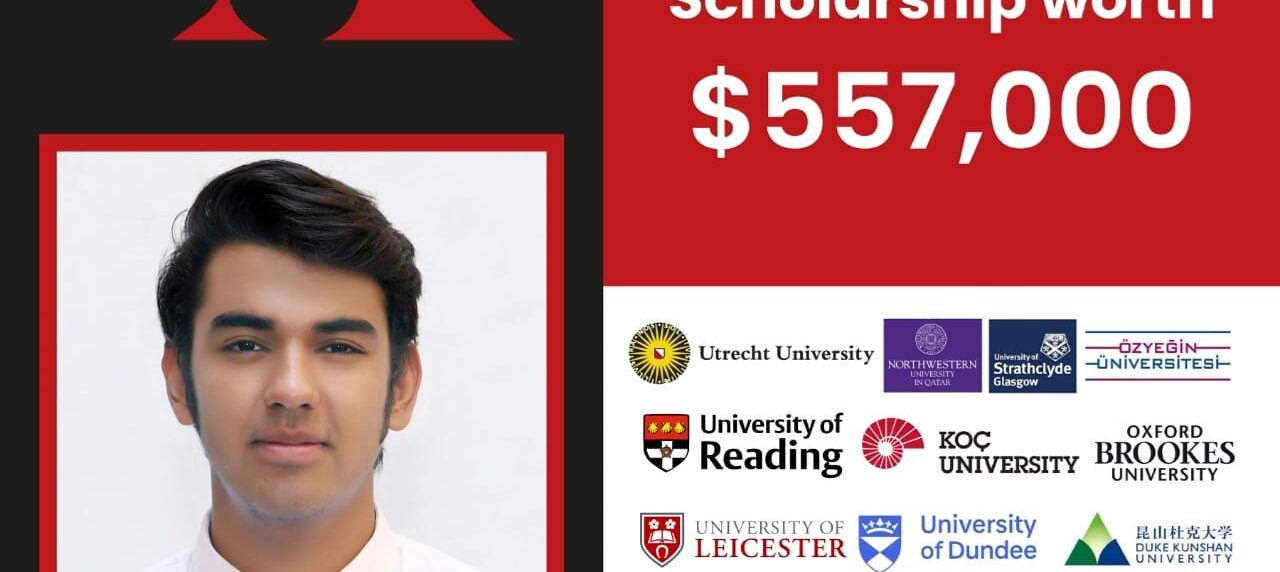 Scholarship worth
$557,000
Utrecht University
NORTHWESTERN
UNIVERSITY
IN QATAR
University of
Strathclyde
Glasgow
ÖZYEĞİN
ÜNİVERSİTESİ
University of
Reading
KOÇ
UNIVERSITY
OXFORD
BROOKES
UNIVERSITY
UNIVERSITY OF
LEICESTER
University
of Dundee
昆山杜克大学
DUKE KUNSHAN
UNIVERSITY